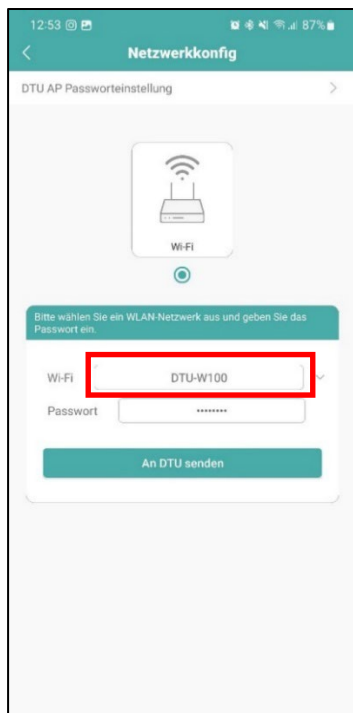 12:53 87%
Netzwerkkonfig
DTU AP Passworteinstellung
Wi-Fi
Bitte wählen Sie ein WLAN-Netzwerk aus und geben Sie das
Passwort ein.
Wi-Fi DTU-W100
Passwort ········
An DTU senden